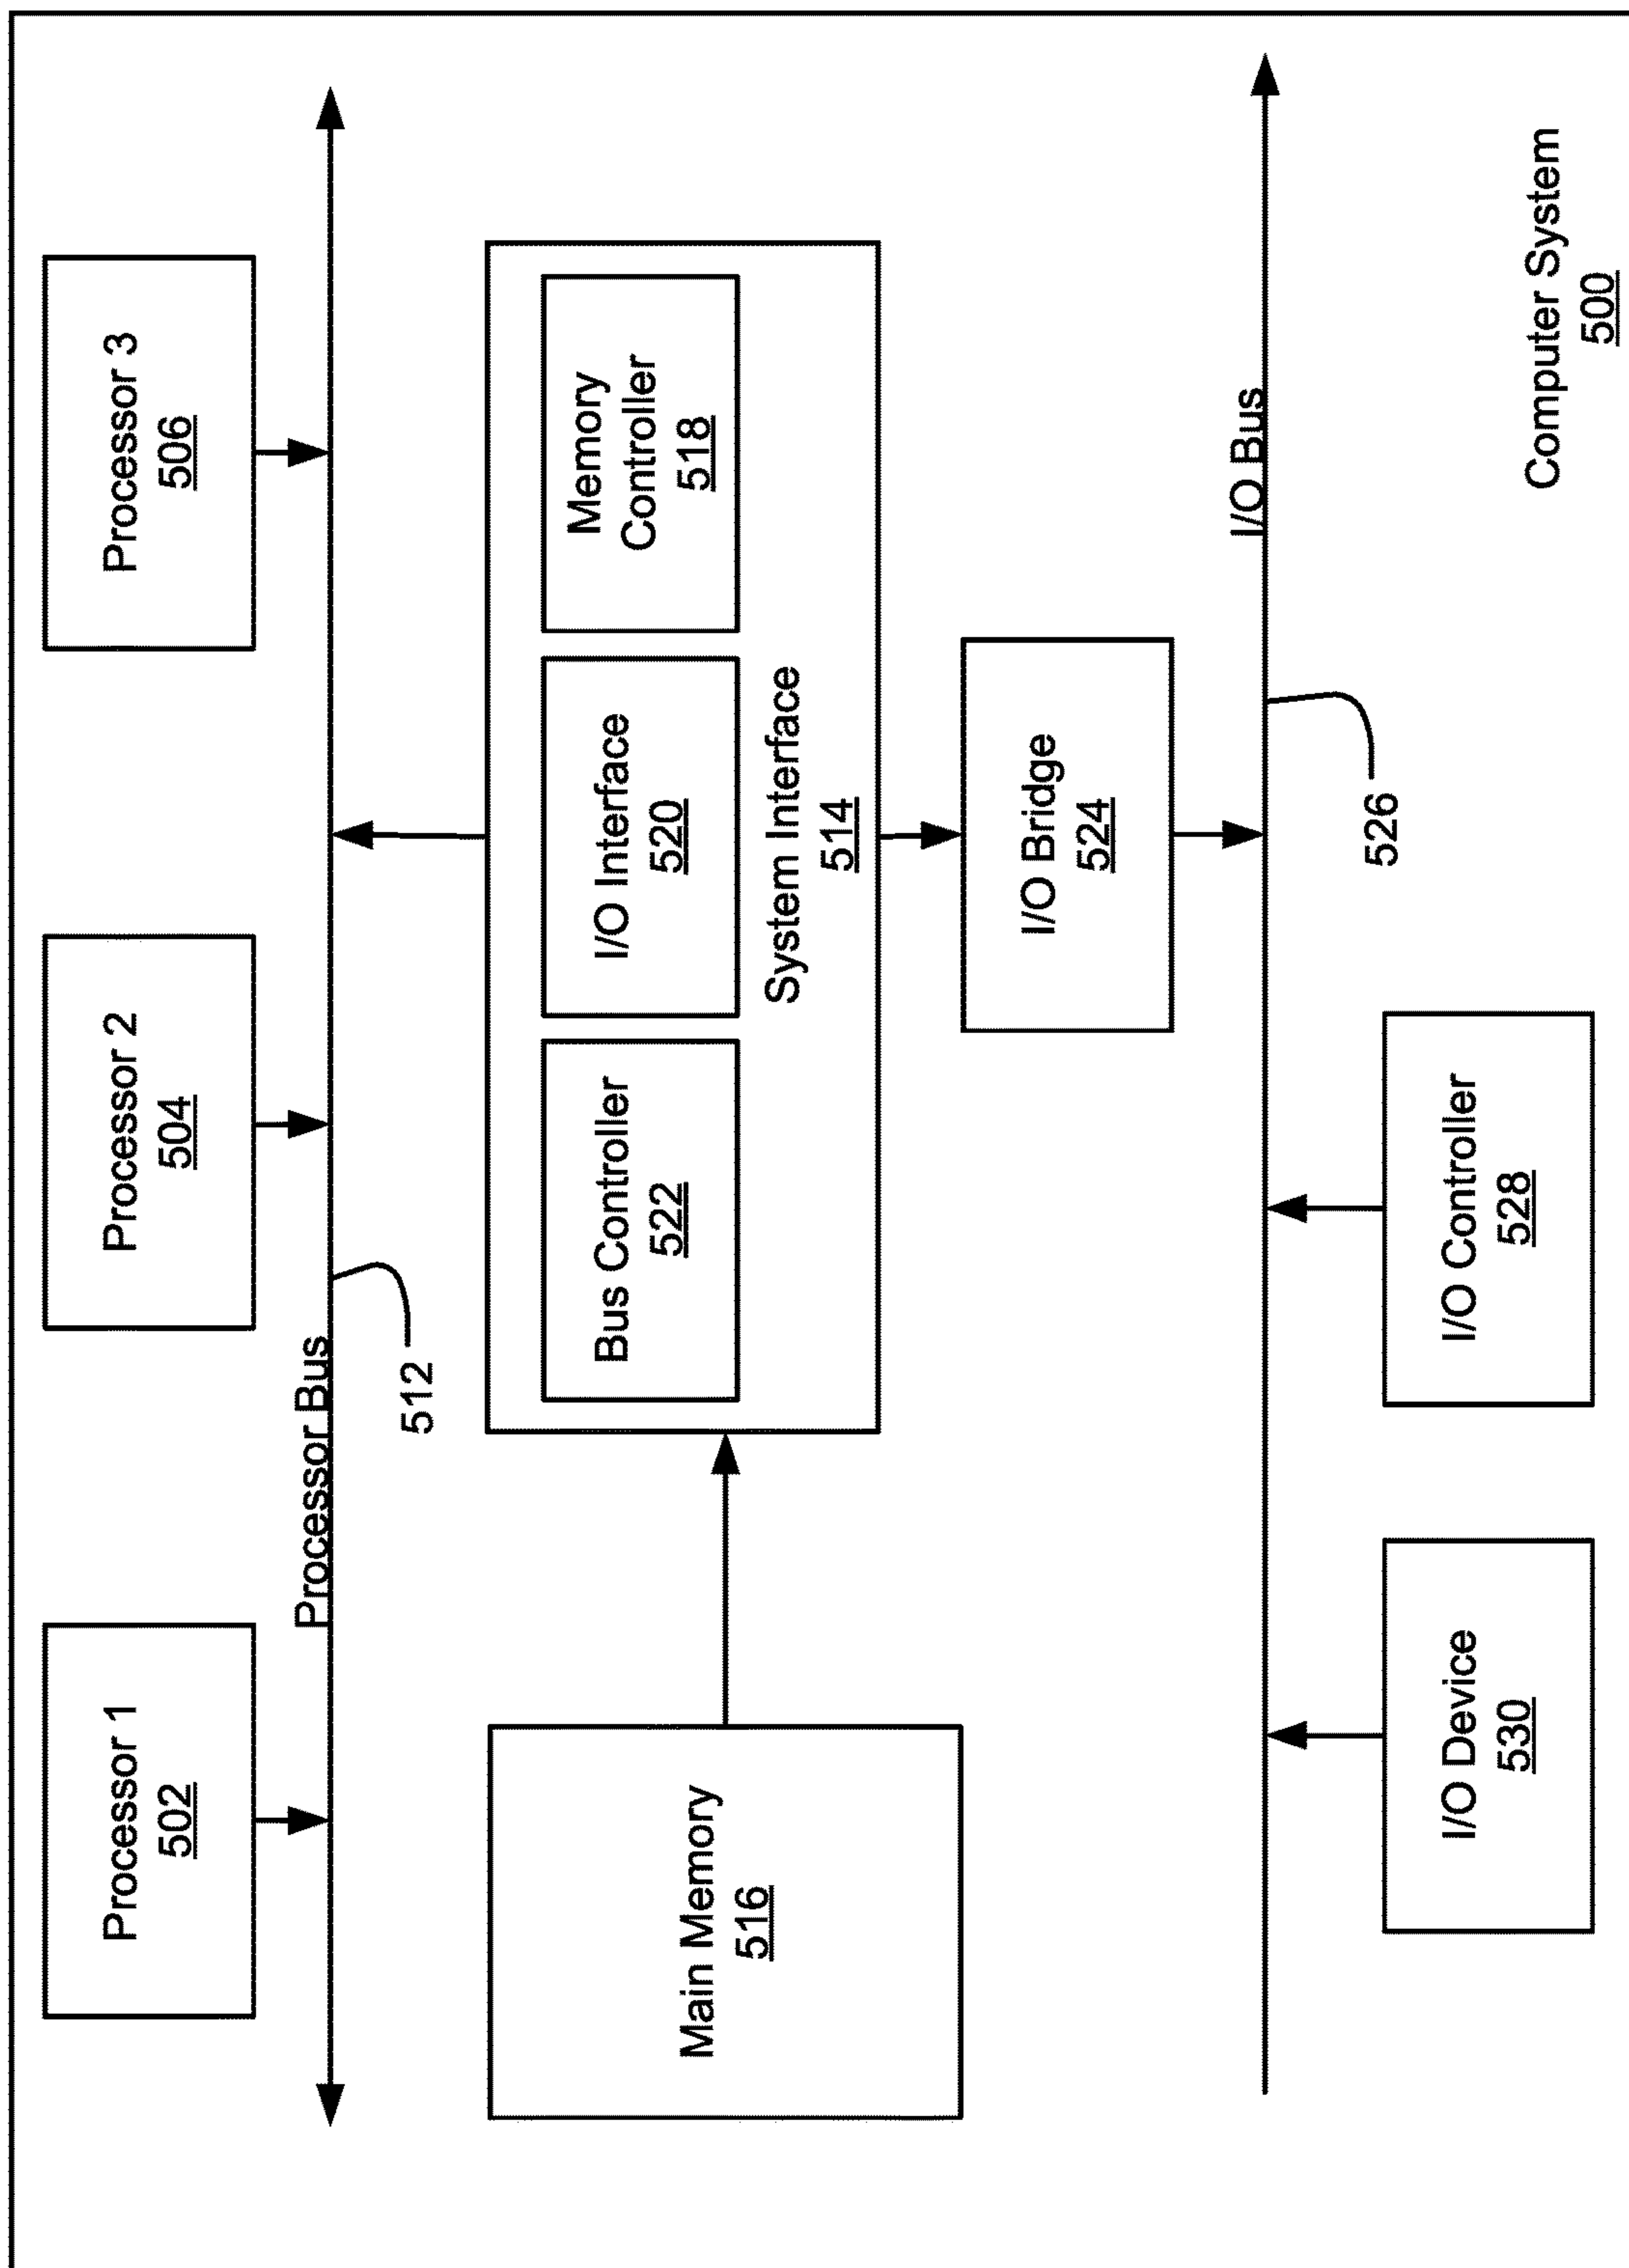 Processor 1
502
Processor 2
504
Processor 3
506
Processor Bus
512
Main Memory
516
Bus Controller
522
I/O Interface
520
Memory
Controller
518
System Interface
514
I/O Bridge
524
I/O Bus
526
I/O Device
530
I/O Controller
528
Computer System
500